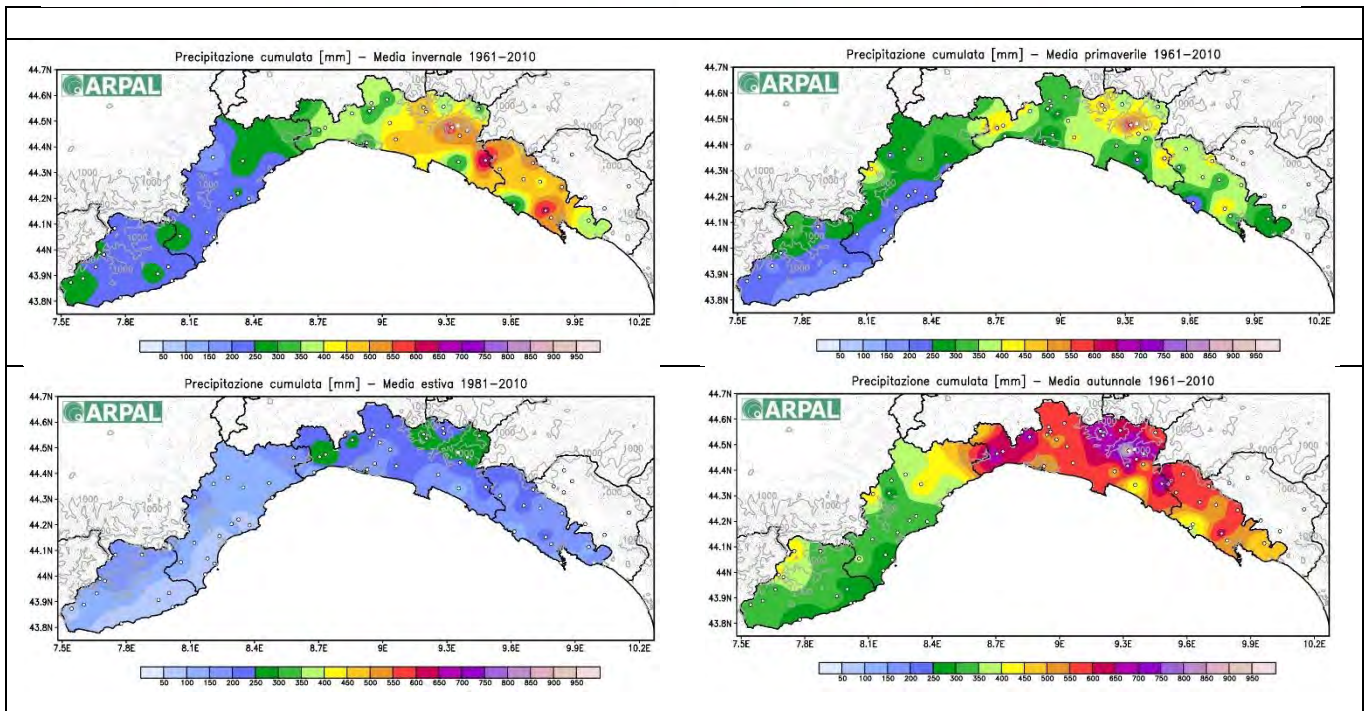 Precipitazione cumulata [mm] – Media invernale 1961–2010
ARPAL
44.7N
44.6N
44.5N
44.4N
44.3N
44.2N
44.1N
44N
43.9N
43.8N
1000
7.5E 7.8E 8.1E 8.4E 8.7E 9E 9.3E 9.6E 9.9E 10.2E
50 100 150 200 250 300 350 400 450 500 550 600 650 700 750 800 850 900 950
Precipitazione cumulata [mm] – Media primaverile 1961–2010
ARPAL
44.7N
44.6N
44.5N
44.4N
44.3N
44.2N
44.1N
44N
43.9N
43.8N
1000
7.5E 7.8E 8.1E 8.4E 8.7E 9E 9.3E 9.6E 9.9E 10.2E
50 100 150 200 250 300 350 400 450 500 550 600 650 700 750 800 850 900 950
Precipitazione cumulata [mm] – Media estiva 1981–2010
ARPAL
44.7N
44.6N
44.5N
44.4N
44.3N
44.2N
44.1N
44N
43.9N
43.8N
1000
7.5E 7.8E 8.1E 8.4E 8.7E 9E 9.3E 9.6E 9.9E 10.2E
50 100 150 200 250 300 350 400 450 500 550 600 650 700 750 800 850 900 950
Precipitazione cumulata [mm] – Media autunnale 1961–2010
ARPAL
44.7N
44.6N
44.5N
44.4N
44.3N
44.2N
44.1N
44N
43.9N
43.8N
1000
7.5E 7.8E 8.1E 8.4E 8.7E 9E 9.3E 9.6E 9.9E 10.2E
50 100 150 200 250 300 350 400 450 500 550 600 650 700 750 800 850 900 950